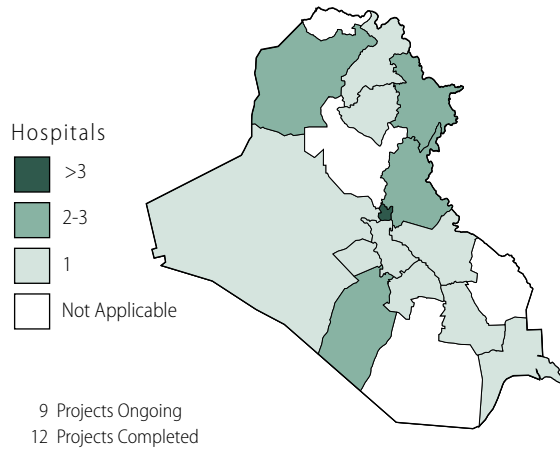 Hospitals
>3
2-3
1
Not Applicable
9 Projects Ongoing
12 Projects Completed